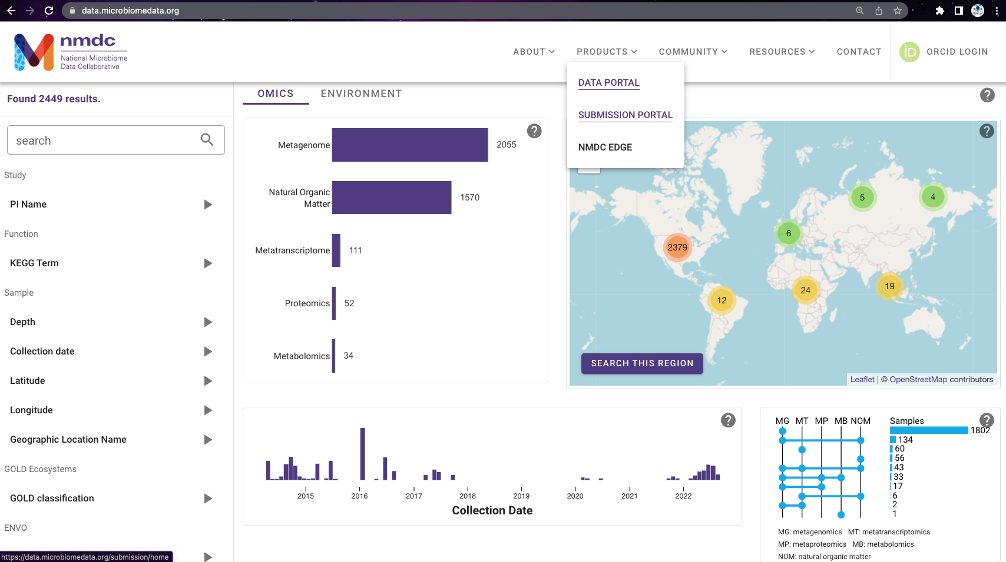 data.microbiomedata.org
nmdc
National Microbiome
Data Collaborative
ABOUT
PRODUCTS
COMMUNITY
RESOURCES
CONTACT
iD
ORCID LOGIN
DATA PORTAL
SUBMISSION PORTAL
NMDC EDGE
Found 2449 results.
search
Study
PI Name
Function
KEGG Term
Sample
Depth
Collection date
Latitude
Longitude
Geographic Location Name
GOLD Ecosystems
GOLD classification
ENVO
https://data.microbiomedata.org/submission/home
OMICS
ENVIRONMENT
?
?
Metagenome 2055
Natural Organic
Matter 1570
Metatranscriptome 111
Proteomics 52
Metabolomics 34
?
5
4
6
2379
24
19
12
SEARCH THIS REGION
Leaflet | © OpenStreetMap contributors
?
2015 2016 2017 2018 2019 2020 2021 2022
Collection Date
?
MG MT MP MB NOM Samples
1802
134
60
56
43
33
17
6
2
1
MG: metagenomics MT: metatranscriptomics
MP: metaproteomics MB: metabolomics
NOM: natural organic matter